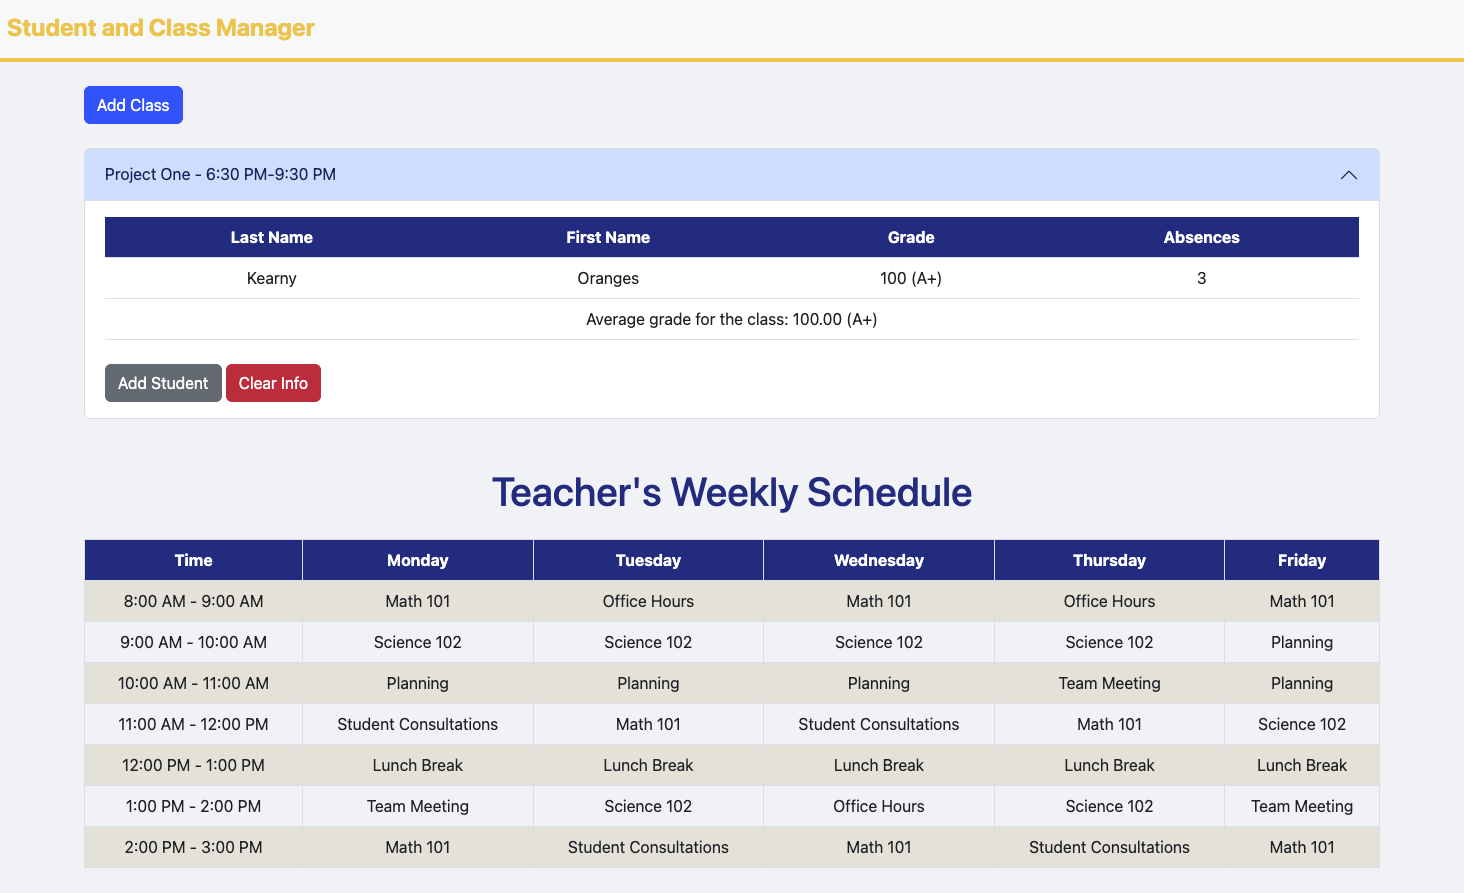 Student and Class Manager
Add Class
Project One - 6:30 PM-9:30 PM
Last Name First Name Grade Absences
Kearny Oranges 100 (A+) 3
Average grade for the class: 100.00 (A+)
Add Student Clear Info
Teacher's Weekly Schedule
Time Monday Tuesday Wednesday Thursday Friday
8:00 AM - 9:00 AM Math 101 Office Hours Math 101 Office Hours Math 101
9:00 AM - 10:00 AM Science 102 Science 102 Science 102 Science 102 Planning
10:00 AM - 11:00 AM Planning Planning Planning Team Meeting Planning
11:00 AM - 12:00 PM Student Consultations Math 101 Student Consultations Math 101 Science 102
12:00 PM - 1:00 PM Lunch Break Lunch Break Lunch Break Lunch Break Lunch Break
1:00 PM - 2:00 PM Team Meeting Science 102 Office Hours Science 102 Team Meeting
2:00 PM - 3:00 PM Math 101 Student Consultations Math 101 Student Consultations Math 101